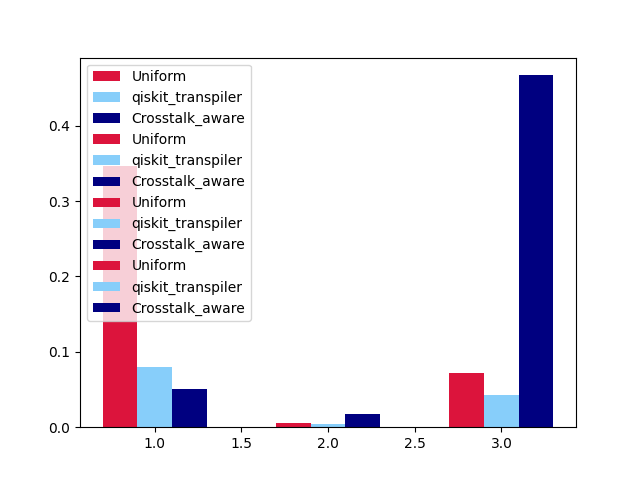 Uniform
qiskit_transpiler
Crosstalk_aware
Uniform
qiskit_transpiler
Crosstalk_aware
Uniform
qiskit_transpiler
Crosstalk_aware
Uniform
qiskit_transpiler
Crosstalk_aware
0.4
0.3
0.2
0.1
0.0
1.0 1.5 2.0 2.5 3.0